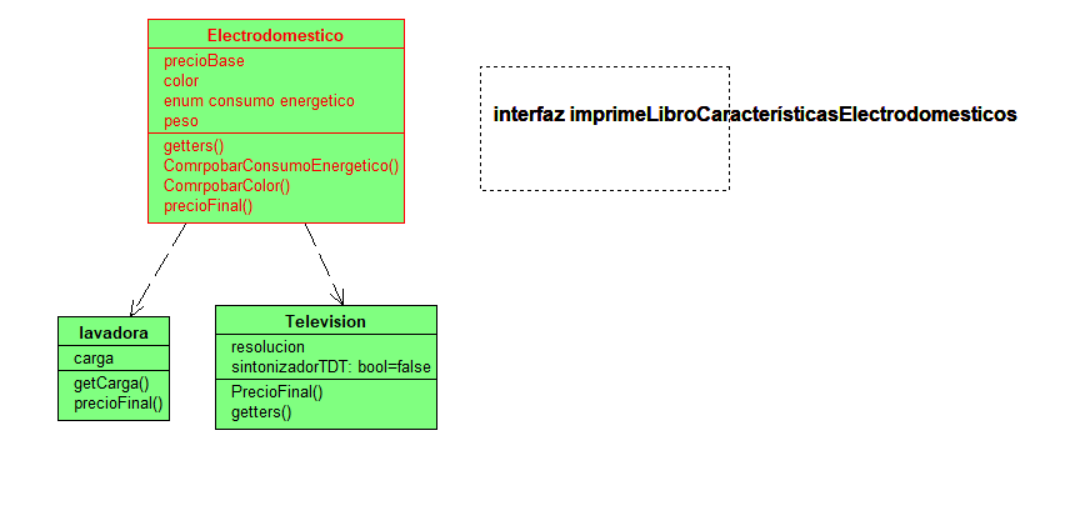 Electrodomestico
precioBase
color
enum consumo energetico
peso
getters()
ComrpobarConsumoEnergetico()
ComrpobarColor()
precioFinal()
interfaz imprimeLibroCaracterísticasElectrodomesticos
lavadora
carga
getCarga()
precioFinal()
Television
resolucion
sintonizadorTDT: bool=false
PrecioFinal()
getters()